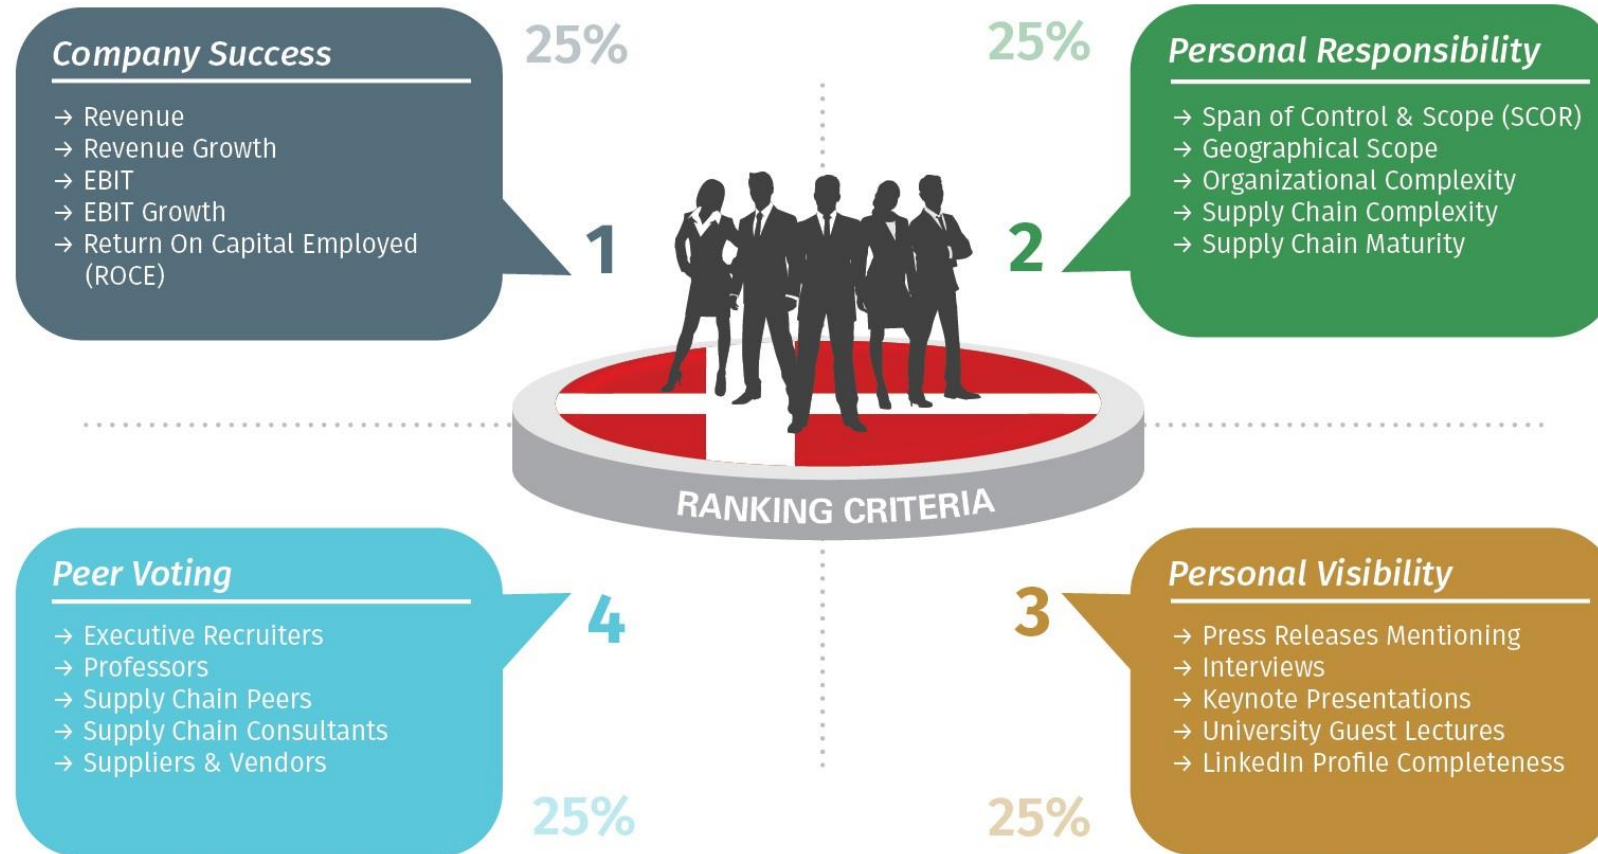 Company Success
→ Revenue
→ Revenue Growth
→ EBIT
→ EBIT Growth
→ Return On Capital Employed
(ROCE)
25%
1
25%
2
Personal Responsibility
→ Span of Control & Scope (SCOR)
→ Geographical Scope
→ Organizational Complexity
→ Supply Chain Complexity
→ Supply Chain Maturity
RANKING CRITERIA
Peer Voting
→ Executive Recruiters
→ Professors
→ Supply Chain Peers
→ Supply Chain Consultants
→ Suppliers & Vendors
4
25%
3
25%
Personal Visibility
→ Press Releases Mentioning
→ Interviews
→ Keynote Presentations
→ University Guest Lectures
→ LinkedIn Profile Completeness